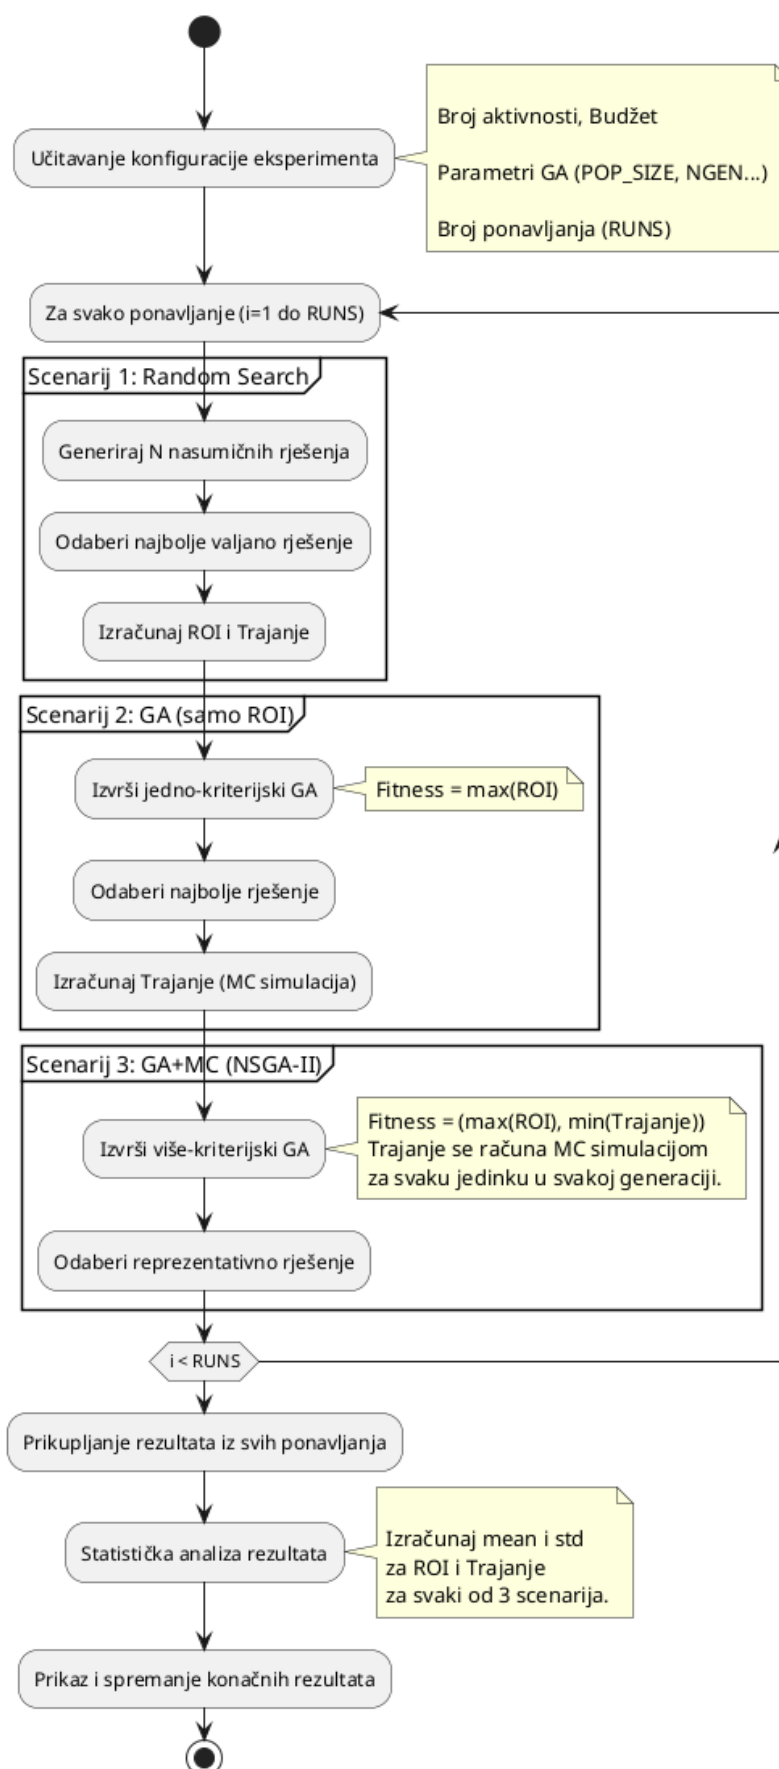 Učitavanje konfiguracije eksperimenta
Broj aktivnosti, Budžet
Parametri GA (POP_SIZE, NGEN...)
Broj ponavljanja (RUNS)
Za svako ponavljanje (i=1 do RUNS)
Scenarij 1: Random Search
Generiraj N nasumičnih rješenja
Odaberi najbolje valjano rješenje
Izračunaj ROI i Trajanje
Scenarij 2: GA (samo ROI)
Izvrši jedno-kriterijski GA
Fitness = max(ROI)
Odaberi najbolje rješenje
Izračunaj Trajanje (MC simulacija)
Scenarij 3: GA+MC (NSGA-II)
Izvrši više-kriterijski GA
Fitness = (max(ROI), min(Trajanje))
Trajanje se računa MC simulacijom
za svaku jedinku u svakoj generaciji.
Odaberi reprezentativno rješenje
i < RUNS
Prikupljanje rezultata iz svih ponavljanja
Statistička analiza rezultata
Izračunaj mean i std
za ROI i Trajanje
za svaki od 3 scenarija.
Prikaz i spremanje konačnih rezultata